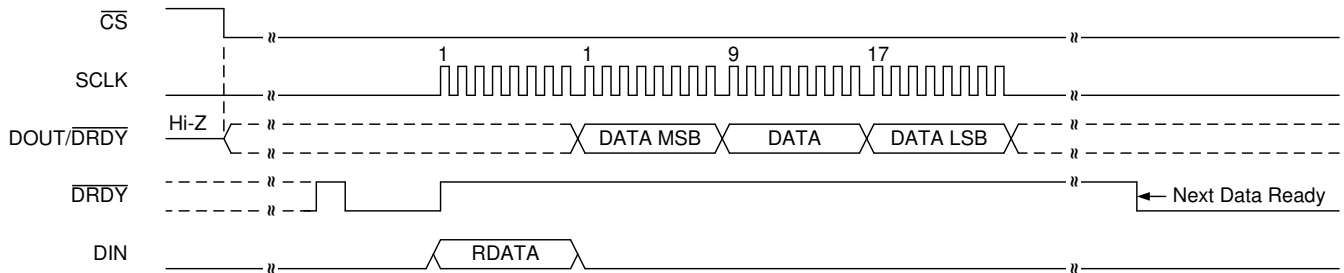 CS
1 1 9 17
SCLK
Hi-Z
DOUT/DRDY
DATA MSB DATA DATA LSB
DRDY
Next Data Ready
DIN
RDATA